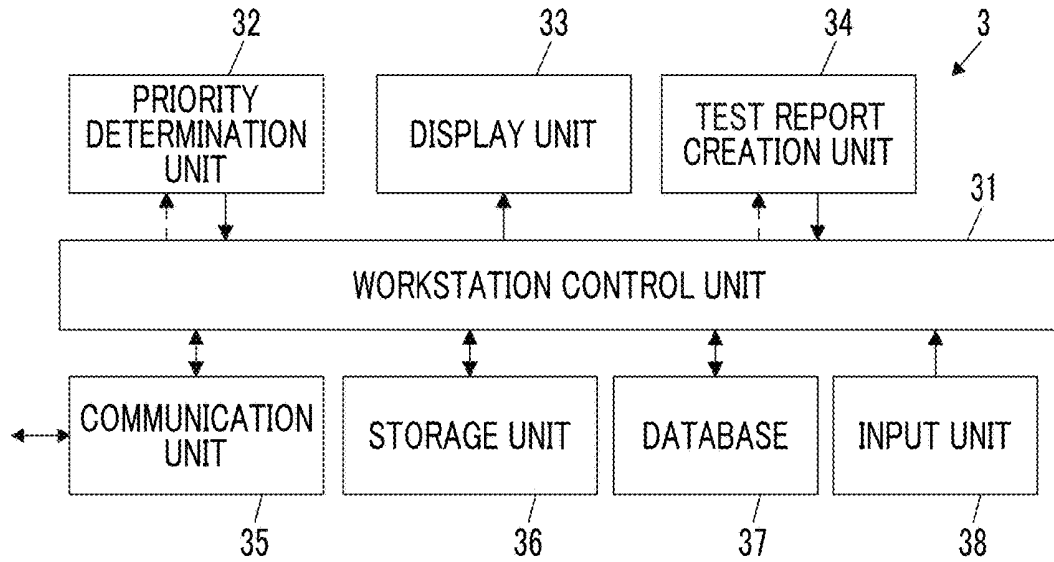 32
33
34
3
PRIORITY
DETERMINATION
UNIT
DISPLAY UNIT
TEST REPORT
CREATION UNIT
31
WORKSTATION CONTROL UNIT
COMMUNICATION
UNIT
STORAGE UNIT
DATABASE
INPUT UNIT
35
36
37
38